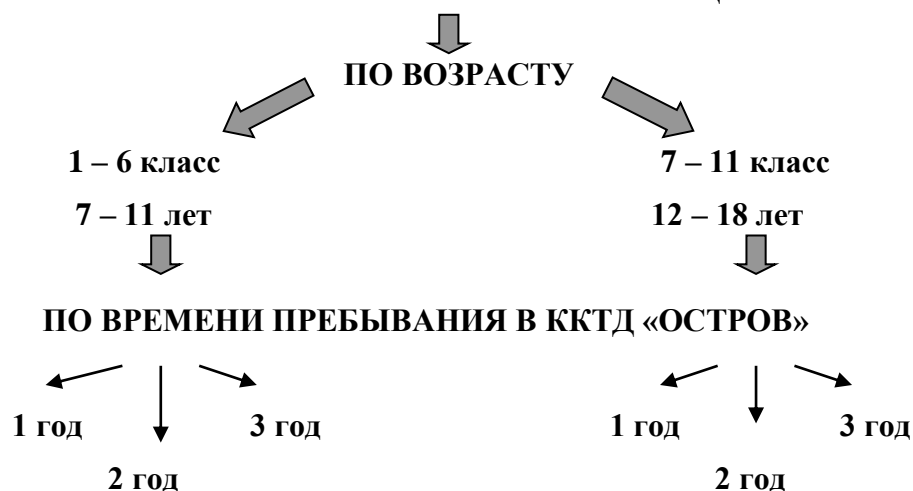 ПО ВОЗРАСТУ
1 – 6 класс
7 – 11 класс
7 – 11 лет
12 – 18 лет
ПО ВРЕМЕНИ ПРЕБЫВАНИЯ В ККТД «ОСТРОВ»
1 год
3 год
1 год
3 год
2 год
2 год